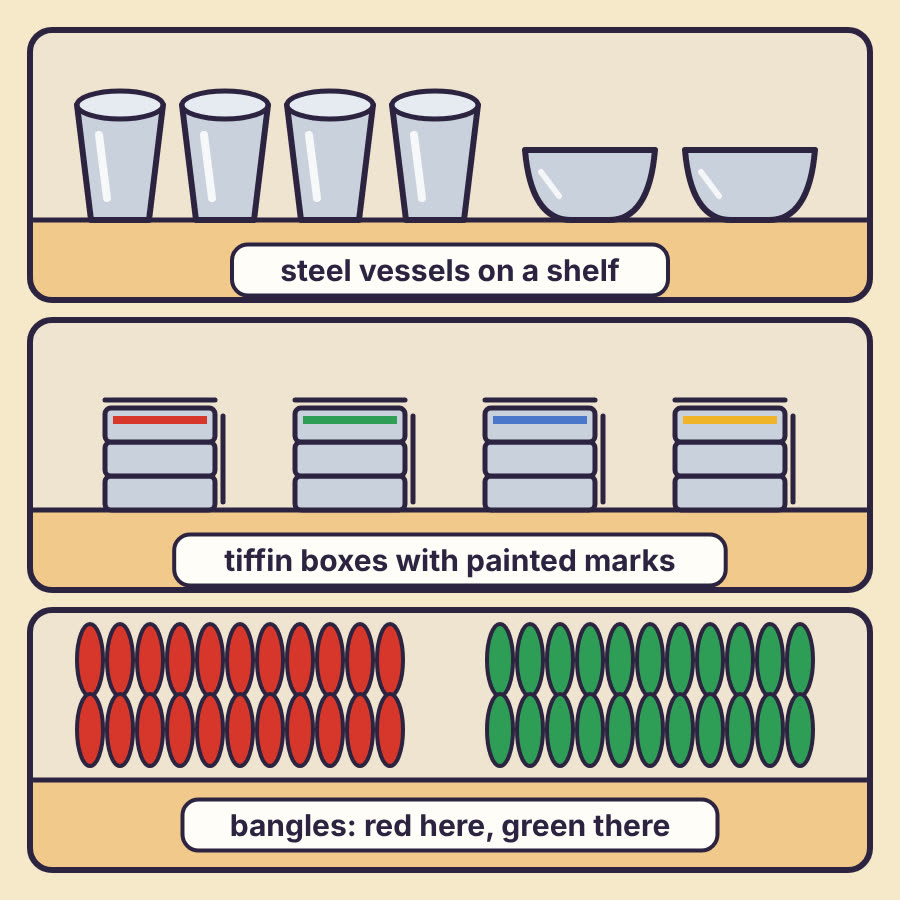 steel vessels on a shelf
tiffin boxes with painted marks
bangles: red here, green there